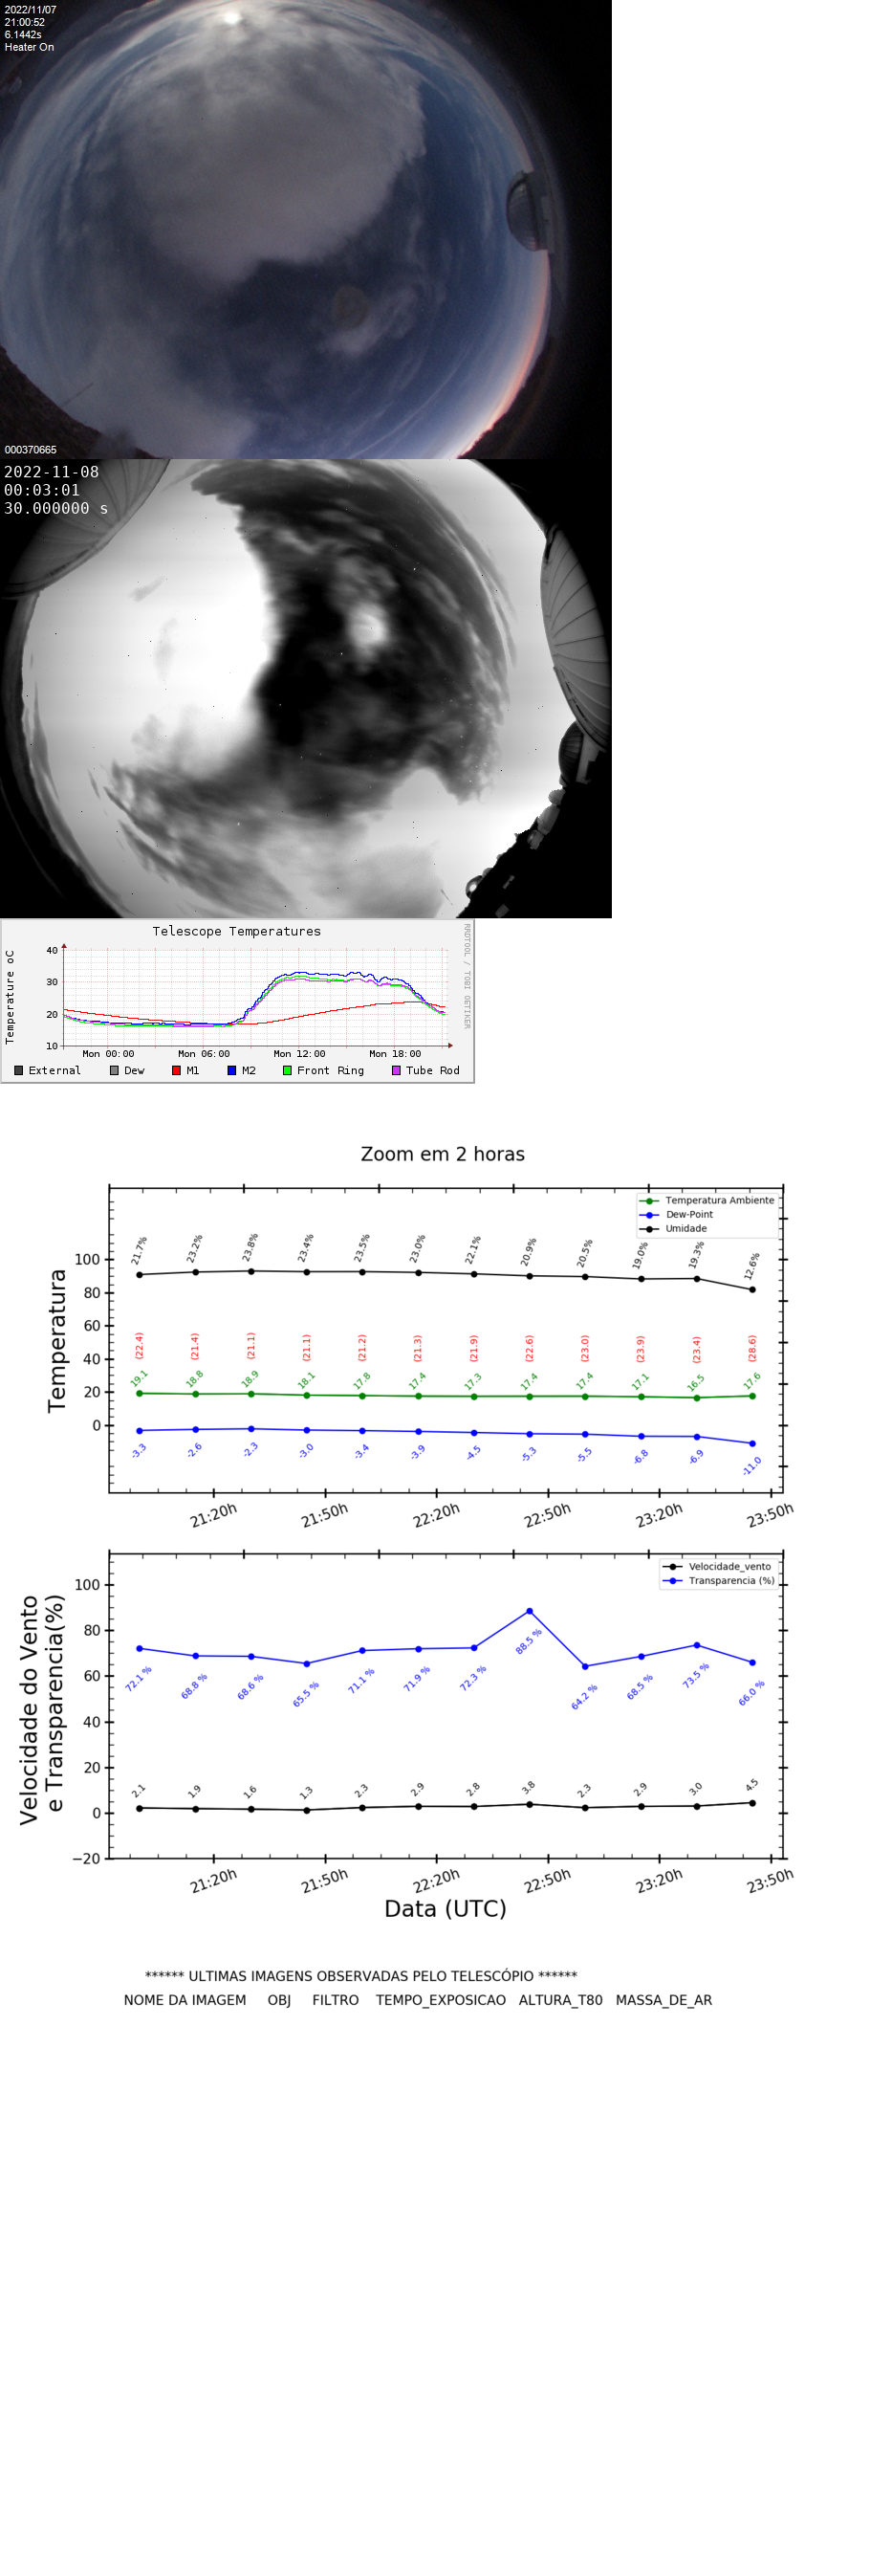 2022/11/07
21:00:52
6.1442s
Heater On
000370665
2022-11-08
00:03:01
30.000000 s
Telescope Temperatures
RRDTOOL / TOBI OETIKER
Temperature oC
40
30
20
10
Mon 00:00 Mon 06:00 Mon 12:00 Mon 18:00
External Dew M1 M2 Front Ring Tube Rod
Zoom em 2 horas
Temperatura Ambiente
Dew-Point
Umidade
Temperatura
100
80
60
40
20
0
21.7% 23.2% 23.8% 23.4% 23.5% 23.0% 22.1% 20.9% 20.5% 19.0% 19.3% 12.6%
(22.4) (21.4) (21.1) (21.1) (21.2) (21.3) (21.9) (22.6) (23.0) (23.9) (23.4) (28.6)
19.1 18.8 18.9 18.1 17.8 17.4 17.3 17.4 17.4 17.1 16.5 17.6
-3.3 -2.6 -2.3 -3.0 -3.4 -3.9 -4.5 -5.3 -5.5 -6.8 -6.9 -11.0
21:20h 21:50h 22:20h 22:50h 23:20h 23:50h
Velocidade_vento
Transparencia (%)
Velocidade do Vento
e Transparencia(%)
100
80
60
40
20
0
−20
72.1 % 68.8 % 68.6 % 65.5 % 71.1 % 71.9 % 72.3 % 88.5 % 64.2 % 68.5 % 73.5 % 66.0 %
2.1 1.9 1.6 1.3 2.3 2.9 2.8 3.8 2.3 2.9 3.0 4.5
21:20h 21:50h 22:20h 22:50h 23:20h 23:50h
Data (UTC)
****** ULTIMAS IMAGENS OBSERVADAS PELO TELESCÓPIO ******
NOME DA IMAGEM OBJ FILTRO TEMPO_EXPOSICAO ALTURA_T80 MASSA_DE_AR